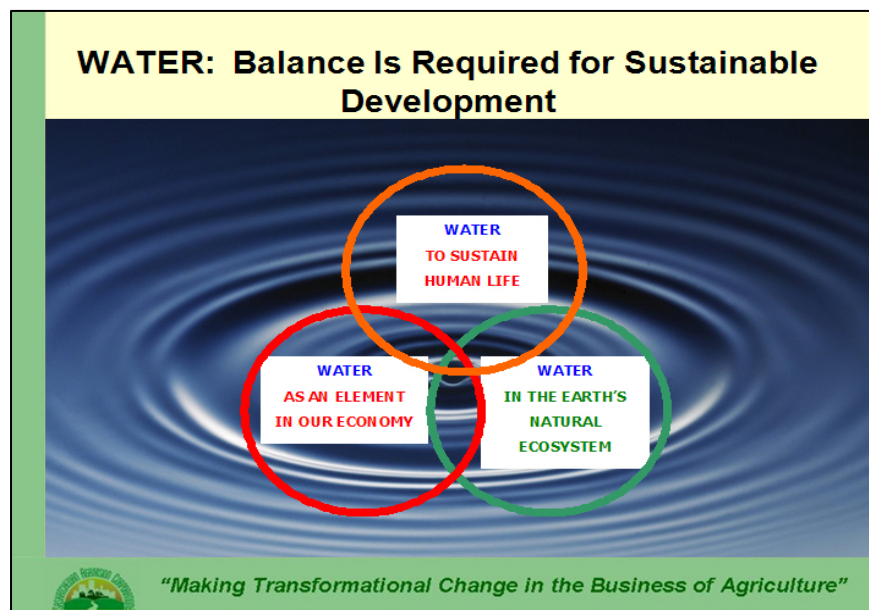 WATER: Balance Is Required for Sustainable
Development
WATER
TO SUSTAIN
HUMAN LIFE
WATER
AS AN ELEMENT
IN OUR ECONOMY
WATER
IN THE EARTH'S
NATURAL
ECOSYSTEM
"Making Transformational Change in the Business of Agriculture"